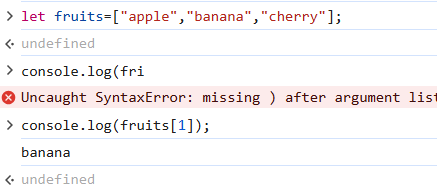 let fruits=["apple","banana","cherry"];
undefined
console.log(fri
Uncaught SyntaxError: missing ) after argument list
console.log(fruits[1]);
banana
undefined